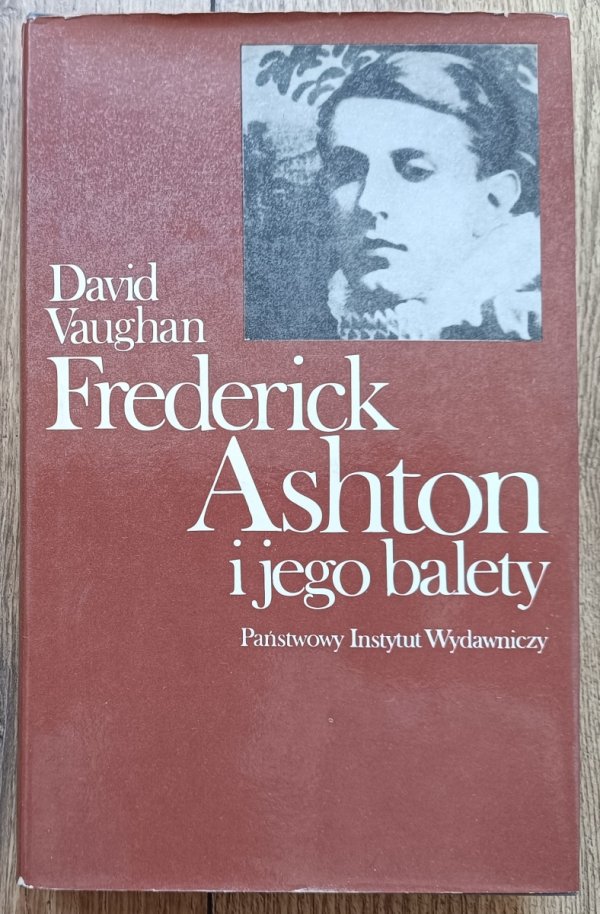 David
Vaughan
Frederick
Ashton
i jego balety
Państwowy Instytut Wydawniczy